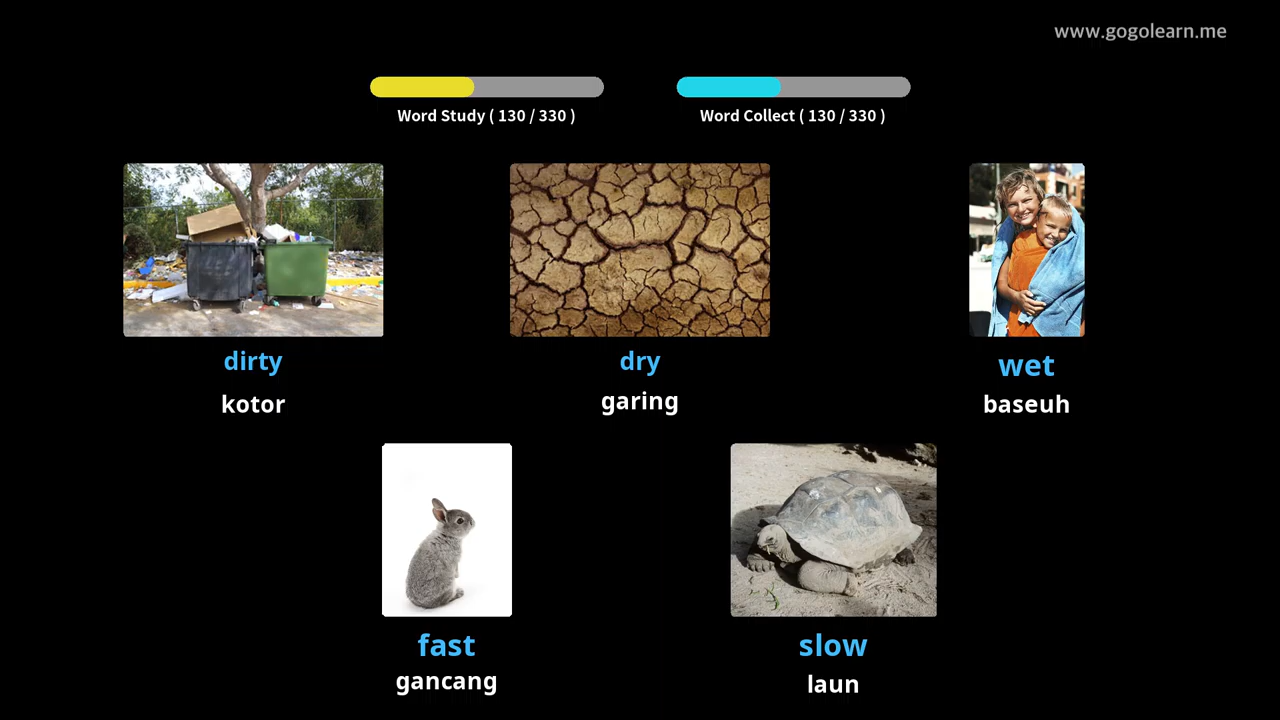 www.gogolearn.me
Word Study ( 130 / 330 )
Word Collect ( 130 / 330 )
dirty
kotor
dry
garing
wet
baseuh
fast
gancang
slow
laun